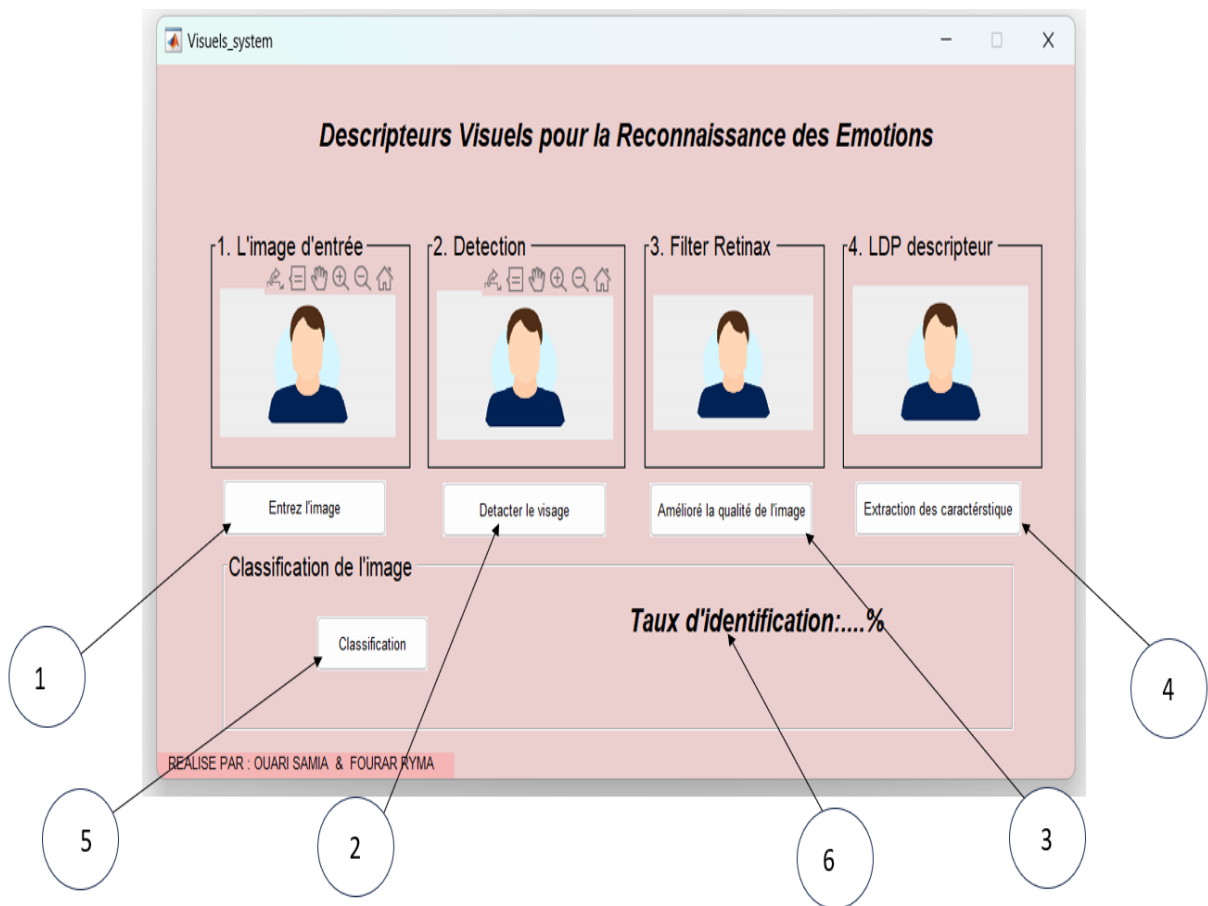 Visuels_system
Descripteurs Visuels pour la Reconnaissance des Emotions
1. L'image d'entrée
2. Detection
3. Filter Retinax
4. LDP descripteur
Entrez l'image
Detacter le visage
Amélioré la qualité de l'image
Extraction des caractérstique
Classification de l'image
Classification
Taux d'identification:....%
REALISE PAR : OUARI SAMIA & FOURAR RYMA
1
4
5
2
6
3